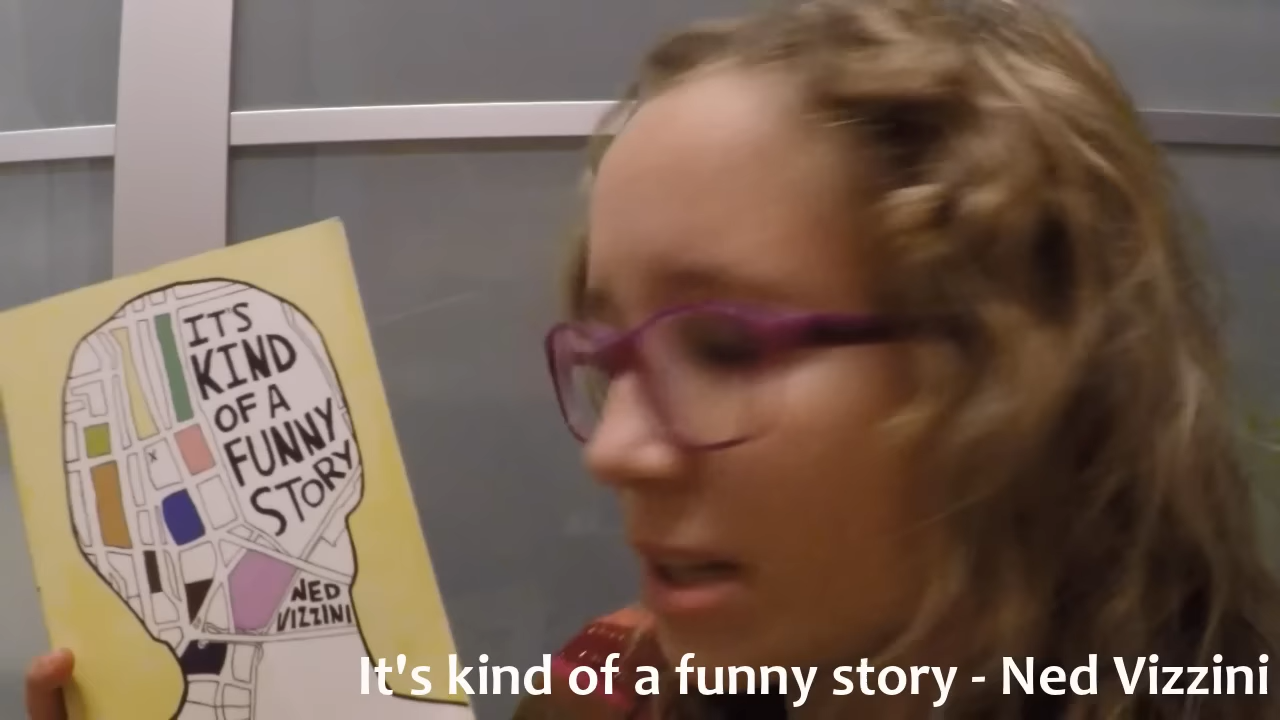 IT'S
KIND
OF A
FUNNY
STORY
x
NED
VIZZINI
It's kind of a funny story - Ned Vizzini